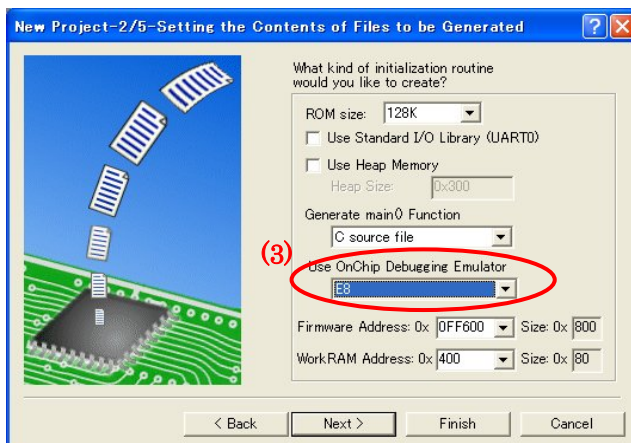 New Project-2/5-Setting the Contents of Files to be Generated
What kind of initialization routine
would you like to create?
ROM size: 128K
Use Standard I/O Library (UART0)
Use Heap Memory
Heap Size: 0x300
Generate main() Function
C source file
(3)
Use OnChip Debugging Emulator
E8
Firmware Address: 0x 0FF600 Size: 0x 800
WorkRAM Address: 0x 400 Size: 0x 80
< Back Next > Finish Cancel